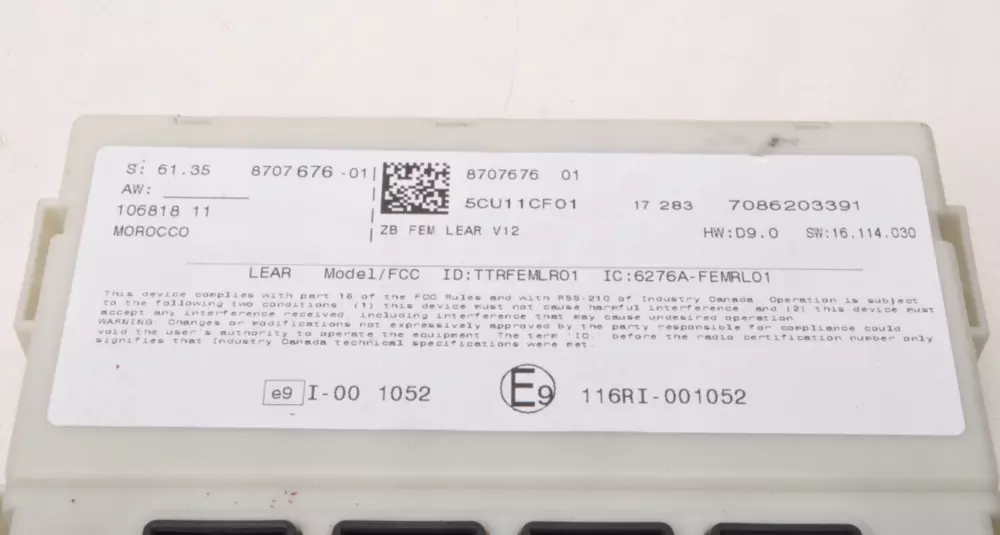 S: 61.35 8707676-01
AW:
106818 11
MOROCCO
8707676 01
5CU11CF01 17 283 7086203391
ZB FEM LEAR V12 HW:D9.0 SW:16.114.030
LEAR Model/FCC ID:TTRFEMLR01 IC:6276A-FEMRL01
This device complies with part 15 of the FCC Rules and with RSS-210 of Industry Canada. Operation is subject
to the following two conditions: (1) this device must not cause harmful interference, and (2) this device must
accept any interference received, including interference that may cause undesired operation.
WARNING: Changes or modifications not expressively approved by the party responsible for compliance could
void the user's authority to operate the equipment. The term "IC:" before the radio certification number only
signifies that Industry Canada technical specifications were met.
e9 I-00 1052 E9 116RI-001052